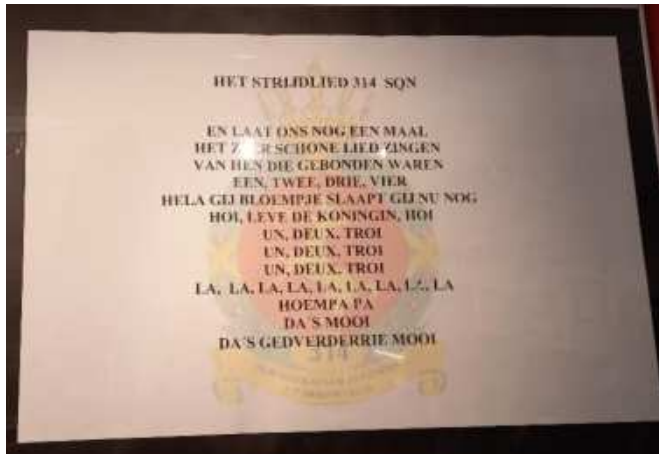 HET STRIJDLIED 314 SQN
EN LAAT ONS NOG EEN MAAL
HET ZEER SCHONE LIED ZINGEN
VAN HEN DIE GEBONDEN WAREN
EEN, TWEE, DRIE, VIER
HELA GIJ BLOEMPJE SLAAPT GIJ NU NOG
HOI, LEVE DE KONINGIN, HOI
UN, DEUX, TROI
UN, DEUX, TROI
UN, DEUX, TROI
LA, LA, LA, LA, LA, LA, LA, LA, LA
HOEMPA PA
DA'S MOOI
DA'S GEDVERDERRIE MOOI
314